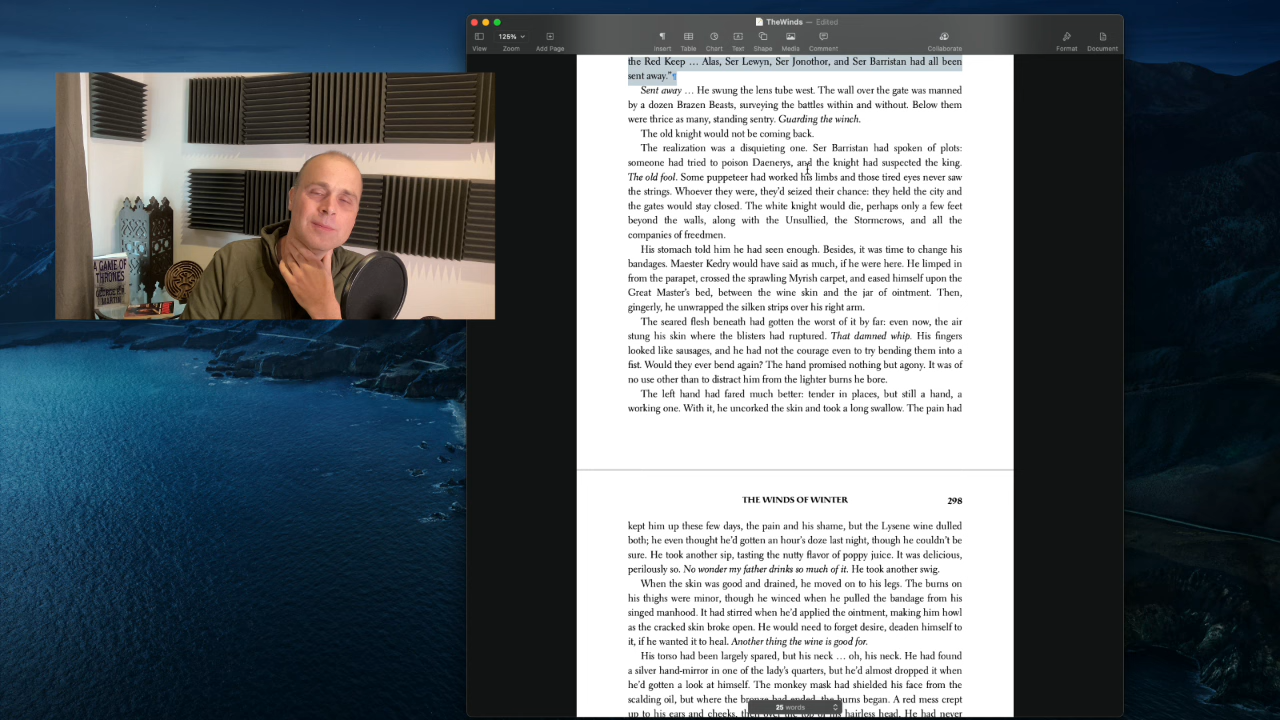 TheWinds — Edited
125%
View
Zoom
Add Page
Insert
Table
Chart
Text
Shape
Media
Comment
Collaborate
Format
Document
the Red Keep … Alas, Ser Lewyn, Ser Jonothor, and Ser Barristan had all been
sent away.”¶
Sent away … He swung the lens tube west. The wall over the gate was manned
by a dozen Brazen Beasts, surveying the battles within and without. Below them
were thrice as many, standing sentry. Guarding the winch.
The old knight would not be coming back.
The realization was a disquieting one. Ser Barristan had spoken of plots:
someone had tried to poison Daenerys, and the knight had suspected the king.
The old fool. Some puppeteer had worked his limbs and those tired eyes never saw
the strings. Whoever they were, they’d seized their chance: they held the city and
the gates would stay closed. The white knight would die, perhaps only a few feet
beyond the walls, along with the Unsullied, the Stormcrows, and all the
companies of freedmen.
His stomach told him he had seen enough. Besides, it was time to change his
bandages. Maester Kedry would have said as much, if he were here. He limped in
from the parapet, crossed the sprawling Myrish carpet, and eased himself upon the
Great Master’s bed, between the wine skin and the jar of ointment. Then,
gingerly, he unwrapped the silken strips over his right arm.
The seared flesh beneath had gotten the worst of it by far: even now, the air
stung his skin where the blisters had ruptured. That damned whip. His fingers
looked like sausages, and he had not the courage even to try bending them into a
fist. Would they ever bend again? The hand promised nothing but agony. It was of
no use other than to distract him from the lighter burns he bore.
The left hand had fared much better: tender in places, but still a hand, a
working one. With it, he uncorked the skin and took a long swallow. The pain had
THE WINDS OF WINTER
298
kept him up these few days, the pain and his shame, but the Lysene wine dulled
both; he even thought he’d gotten an hour’s doze last night, though he couldn’t be
sure. He took another sip, tasting the nutty flavor of poppy juice. It was delicious,
perilously so. No wonder my father drinks so much of it. He took another swig.
When the skin was good and drained, he moved on to his legs. The burns on
his thighs were minor, though he winced when he pulled the bandage from his
singed manhood. It had stirred when he’d applied the ointment, making him howl
as the cracked skin broke open. He would need to forget desire, deaden himself to
it, if he wanted it to heal. Another thing the wine is good for.
His torso had been largely spared, but his neck … oh, his neck. He had found
a silver hand-mirror in one of the lady’s quarters, but he’d almost dropped it when
he’d gotten a look at himself. The monkey mask had shielded his face from the
scalding oil, but where the bronze had ended, the burns began. A red mess crept
up to his ears and cheeks, then over the top of his hairless head. He had never
25 words
A GAME OF
THRONES
GEORGE R.R.
MARTIN